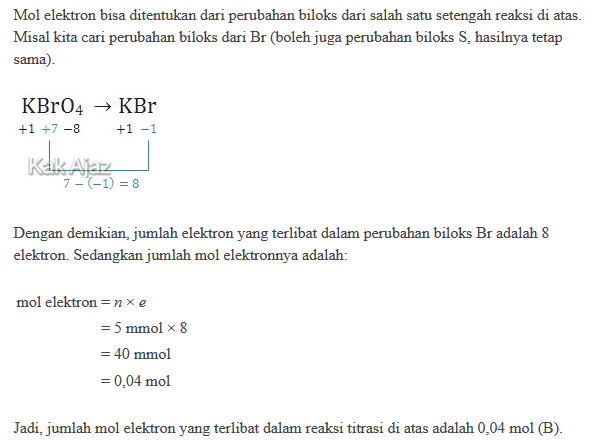 Mol elektron bisa ditentukan dari perubahan biloks dari salah satu setengah reaksi di atas.
Misal kita cari perubahan biloks dari Br (boleh juga perubahan biloks S, hasilnya tetap
sama).
KBrO₄ → KBr
+1 +7 −8 +1 −1
Kak Ajaz
7 − (−1) = 8
Dengan demikian, jumlah elektron yang terlibat dalam perubahan biloks Br adalah 8
elektron. Sedangkan jumlah mol elektronnya adalah:
mol elektron = n × e
= 5 mmol × 8
= 40 mmol
= 0,04 mol
Jadi, jumlah mol elektron yang terlibat dalam reaksi titrasi di atas adalah 0,04 mol (B).